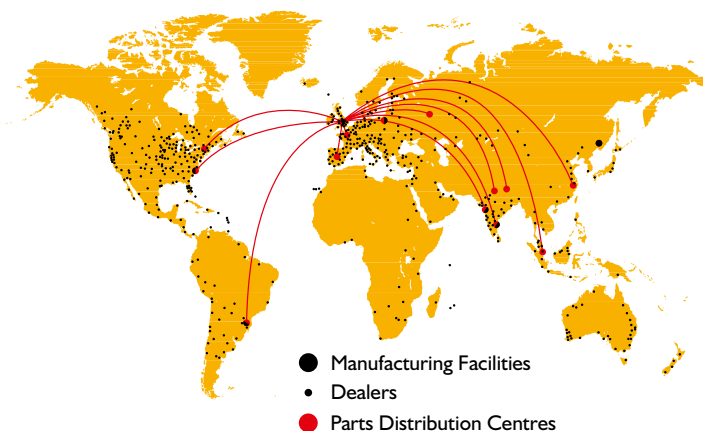 Manufacturing Facilities
Dealers
Parts Distribution Centres